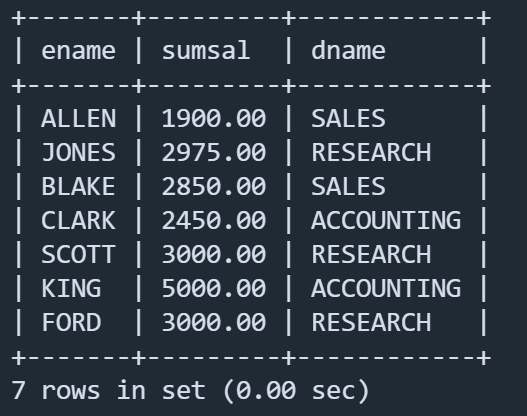 +-------+---------+------------+
| ename | sumsal  | dname      |
+-------+---------+------------+
| ALLEN | 1900.00 | SALES      |
| JONES | 2975.00 | RESEARCH   |
| BLAKE | 2850.00 | SALES      |
| CLARK | 2450.00 | ACCOUNTING |
| SCOTT | 3000.00 | RESEARCH   |
| KING  | 5000.00 | ACCOUNTING |
| FORD  | 3000.00 | RESEARCH   |
+-------+---------+------------+
7 rows in set (0.00 sec)